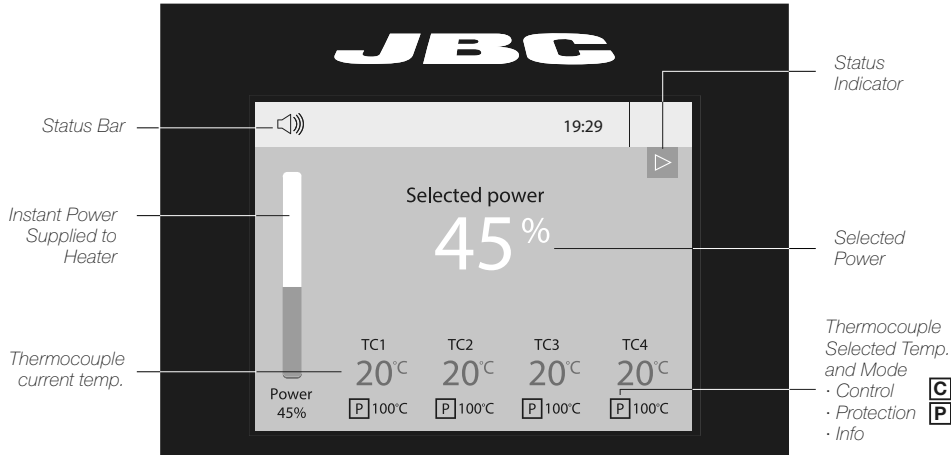 JBC
Status
Indicator
Status Bar
19:29
Instant Power
Supplied to
Heater
Selected power
45%
Selected
Power
Thermocouple
current temp.
TC1 TC2 TC3 TC4
20°C 20°C 20°C 20°C
P 100°C P 100°C P 100°C P 100°C
Power
45%
Thermocouple
Selected Temp.
and Mode
· Control C
· Protection P
· Info